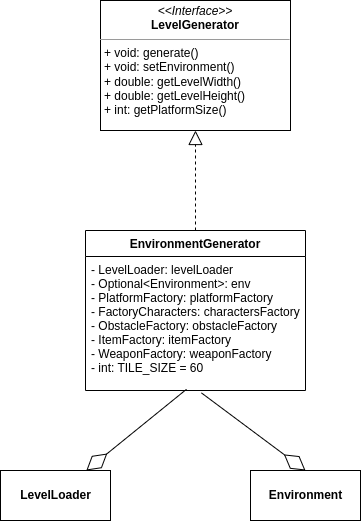 <<Interface>>
LevelGenerator
+ void: generate()
+ void: setEnvironment()
+ double: getLevelWidth()
+ double: getLevelHeight()
+ int: getPlatformSize()
EnvironmentGenerator
- LevelLoader: levelLoader
- Optional<Environment>: env
- PlatformFactory: platformFactory
- FactoryCharacters: charactersFactory
- ObstacleFactory: obstacleFactory
- ItemFactory: itemFactory
- WeaponFactory: weaponFactory
- int: TILE_SIZE = 60
LevelLoader
Environment